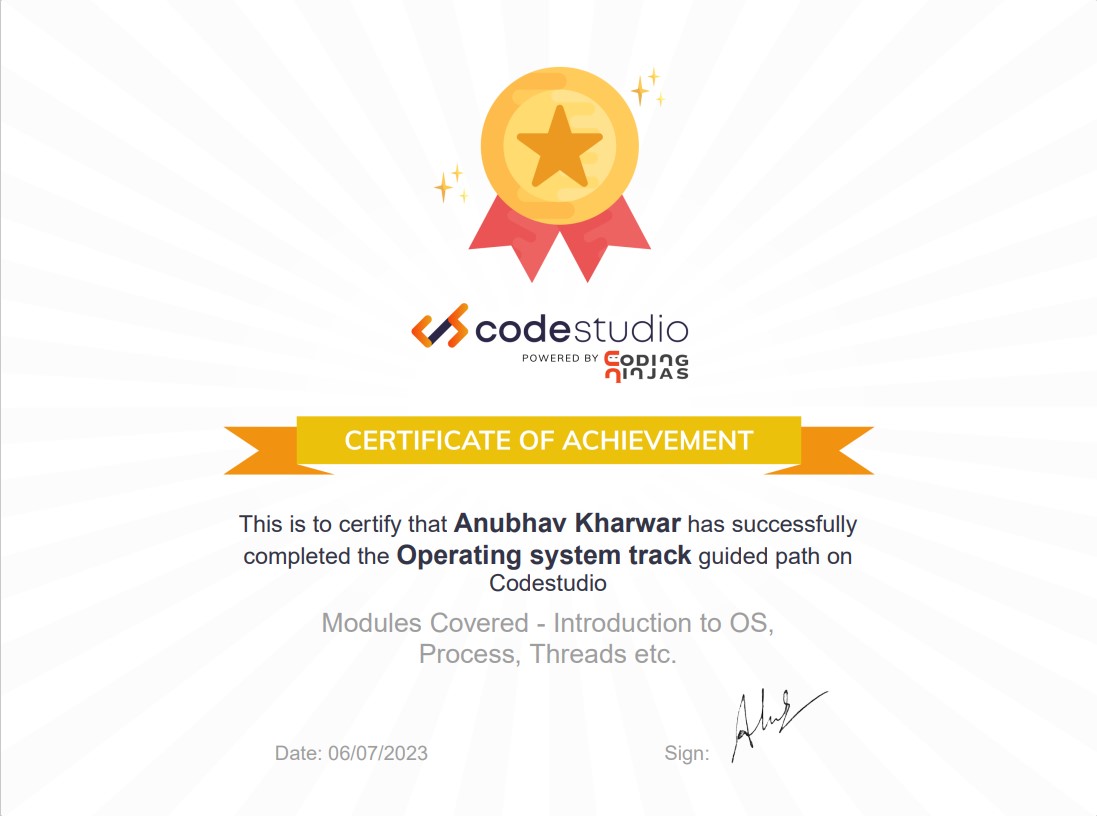 codestudio
POWERED BY CODING
NINJAS
CERTIFICATE OF ACHIEVEMENT
This is to certify that Anubhav Kharwar has successfully
completed the Operating system track guided path on
Codestudio
Modules Covered - Introduction to OS,
Process, Threads etc.
Date: 06/07/2023 Sign: